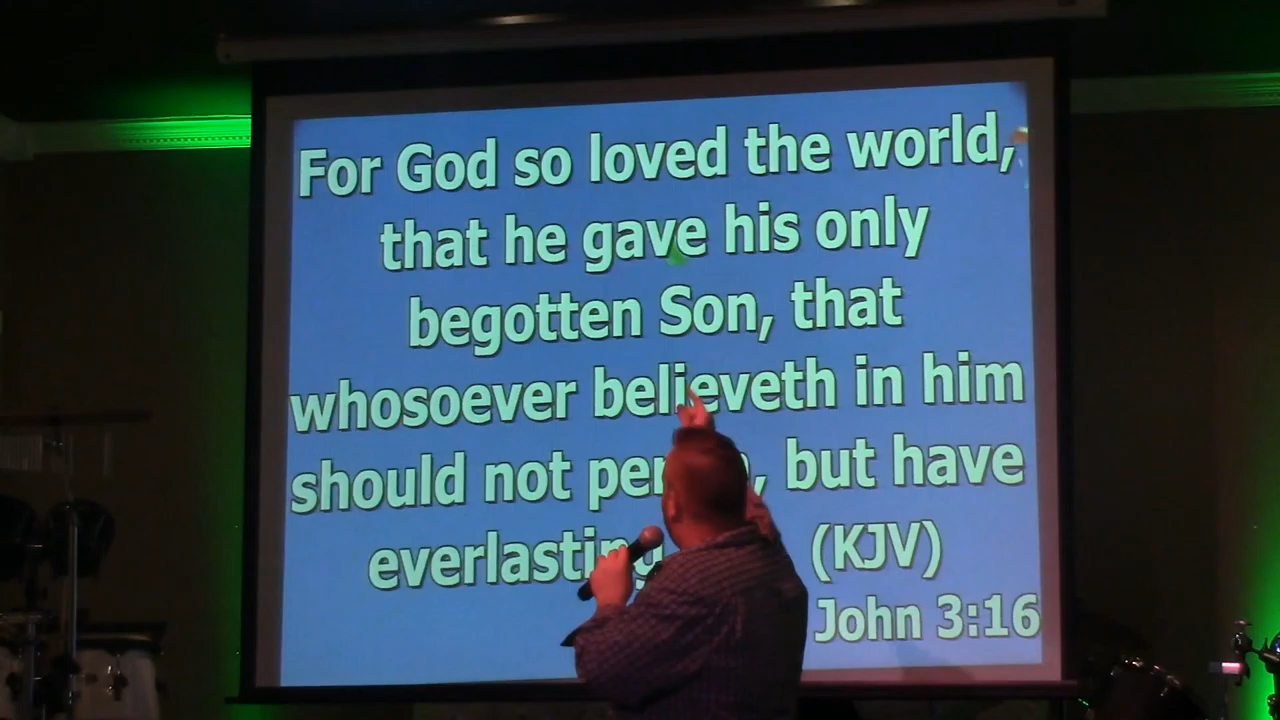 For God so loved the world,
that he gave his only
begotten Son, that
whosoever believeth in him
should not , but have
everlasting (KJV)
John 3:16